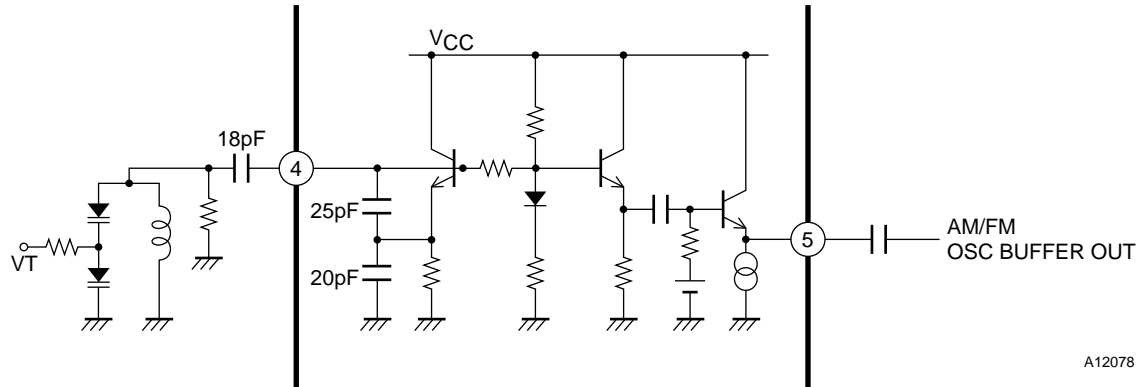 VCC
18pF
4
25pF
20pF
VT
5
AM/FM
OSC BUFFER OUT
A12078